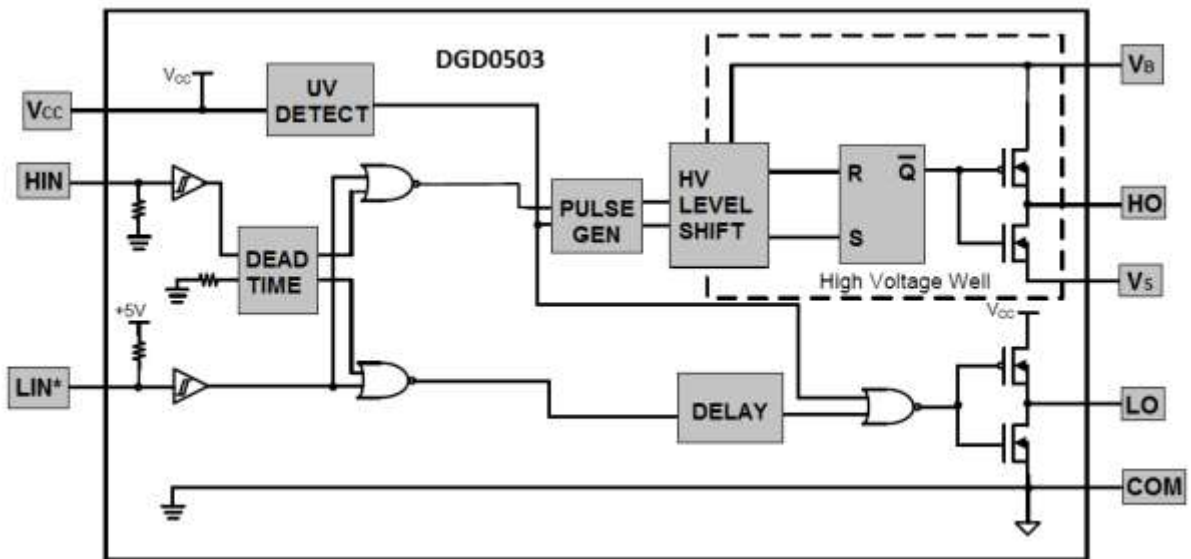 DGD0503
VCC
VCC
UV
DETECT
VB
HIN
HV
LEVEL
SHIFT
R
Q
S
PULSE
GEN
HO
DEAD
TIME
High Voltage Well
VS
+5V
VCC
LIN*
DELAY
LO
COM